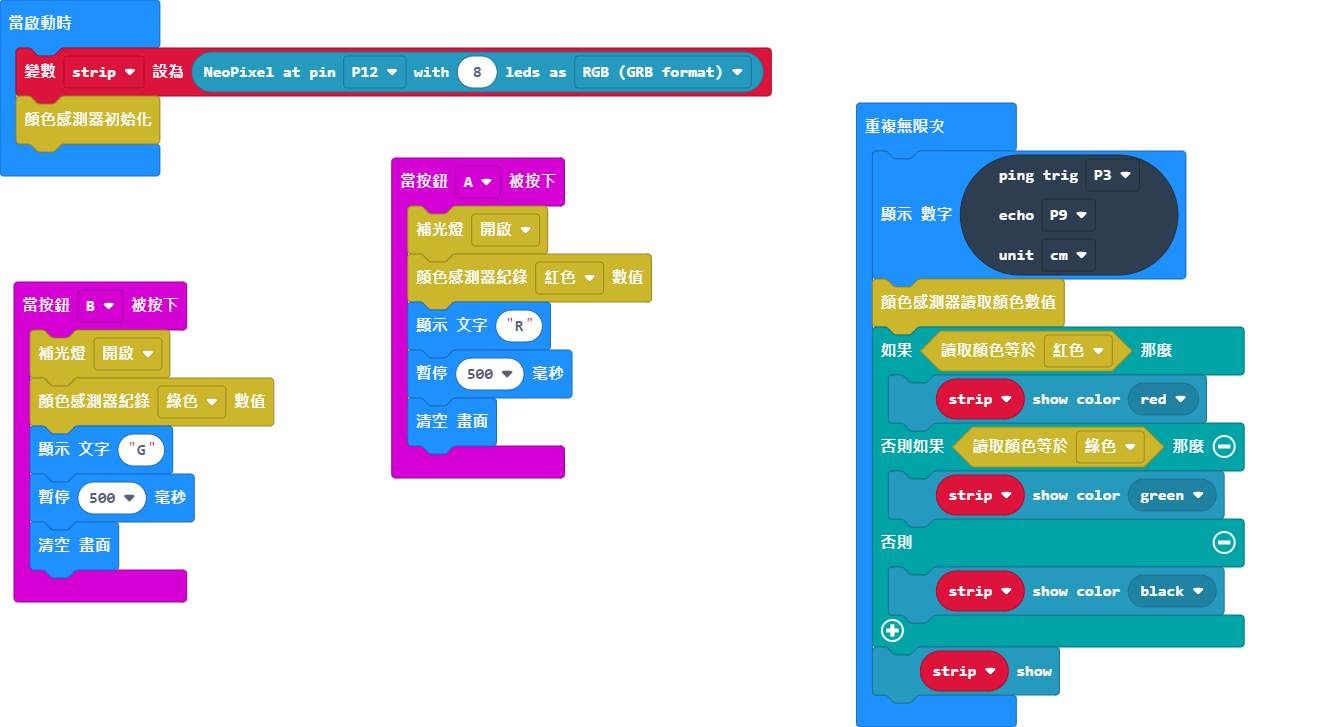 當啟動時
變數 strip 設為 NeoPixel at pin P12 with 8 leds as RGB (GRB format)
顏色感測器初始化
當按鈕 A 被按下
補光燈 開啟
顏色感測器紀錄 紅色 數值
顯示 文字 "R"
暫停 500 毫秒
清空 畫面
當按鈕 B 被按下
補光燈 開啟
顏色感測器紀錄 綠色 數值
顯示 文字 "G"
暫停 500 毫秒
清空 畫面
重複無限次
顯示 數字
ping trig P3
echo P9
unit cm
顏色感測器讀取顏色數值
如果 讀取顏色等於 紅色 那麼
strip show color red
否則如果 讀取顏色等於 綠色 那麼
strip show color green
否則
strip show color black
strip show